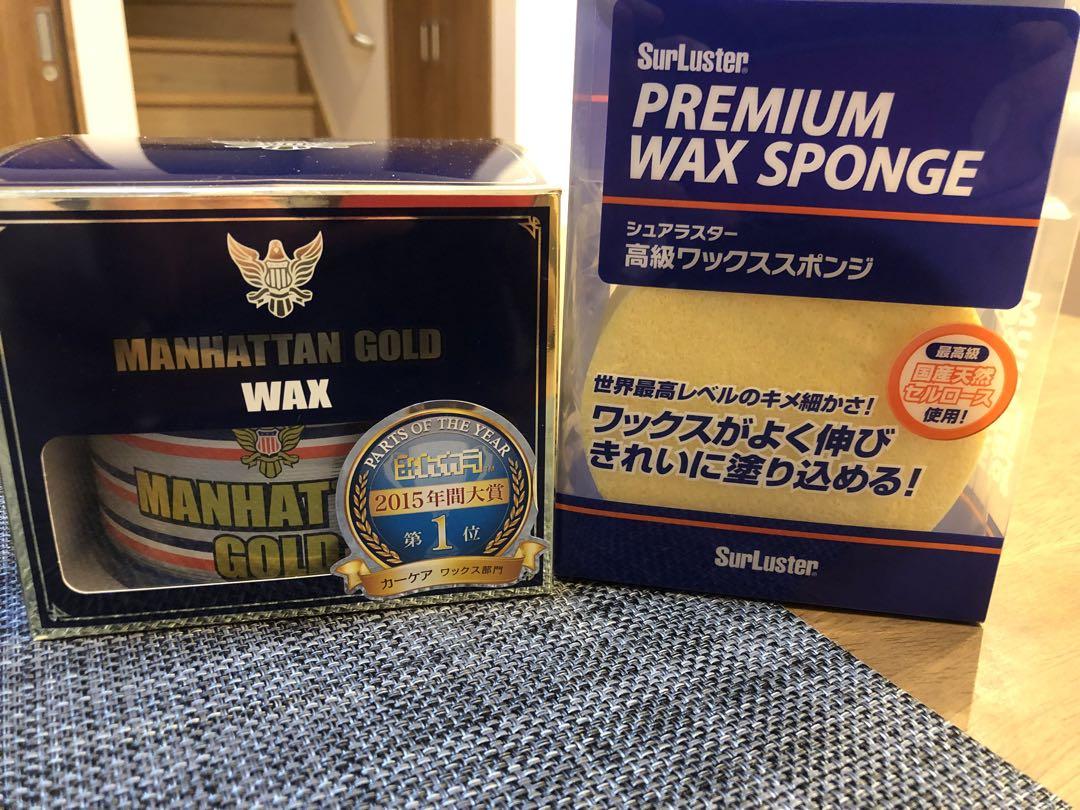 MANHATTAN GOLD
WAX
MANHAT
GOLD
PARTS OF THE YEAR
みんカラ
2015年間大賞
第1位
カーケア ワックス部門
SurLuster
PREMIUM
WAX SPONGE
シュアラスター
高級ワックススポンジ
最高級
国産天然
セルロース
使用!
世界最高レベルのキメ細かさ!
ワックスがよく伸び
きれいに塗り込める!
SurLuster